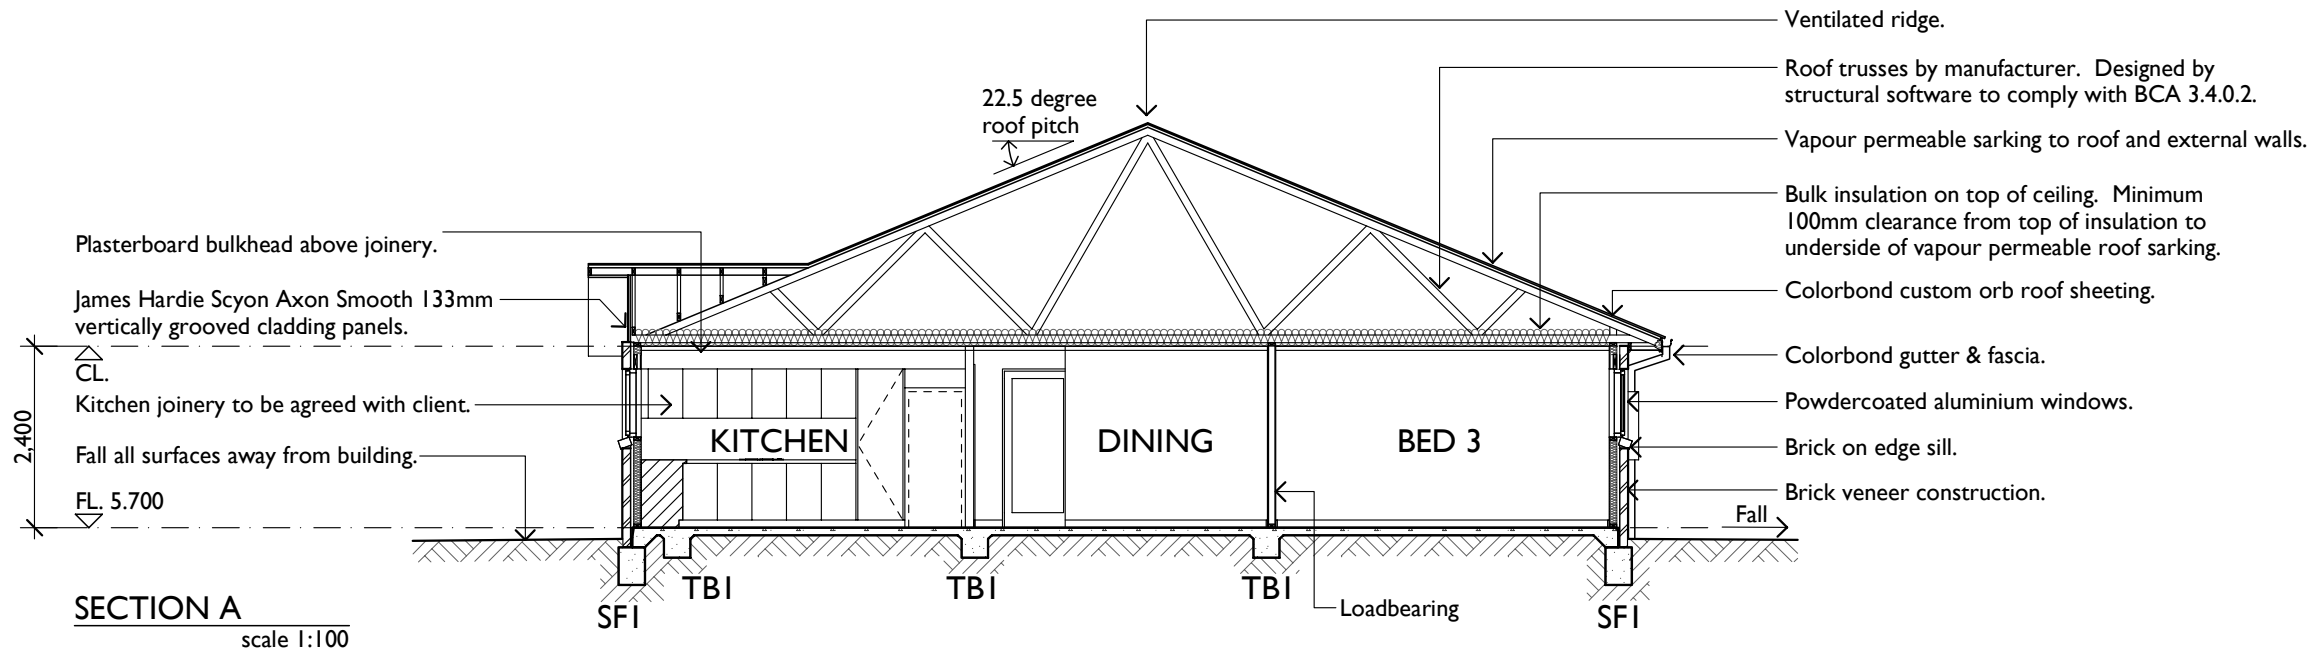 Ventilated ridge.
Roof trusses by manufacturer.  Designed by
structural software to comply with BCA 3.4.0.2.
22.5 degree
roof pitch
Vapour permeable sarking to roof and external walls.
Bulk insulation on top of ceiling.  Minimum
100mm clearance from top of insulation to
underside of vapour permeable roof sarking.
Plasterboard bulkhead above joinery.
James Hardie Scyon Axon Smooth 133mm
vertically grooved cladding panels.
Colorbond custom orb roof sheeting.
Colorbond gutter & fascia.
CL.
Kitchen joinery to be agreed with client.
Powdercoated aluminium windows.
2,400
KITCHEN
DINING
BED 3
Brick on edge sill.
Fall all surfaces away from building.
Brick veneer construction.
FL. 5.700
Fall
TB1
TB1
TB1
SF1
Loadbearing
SF1
SECTION A
scale 1:100